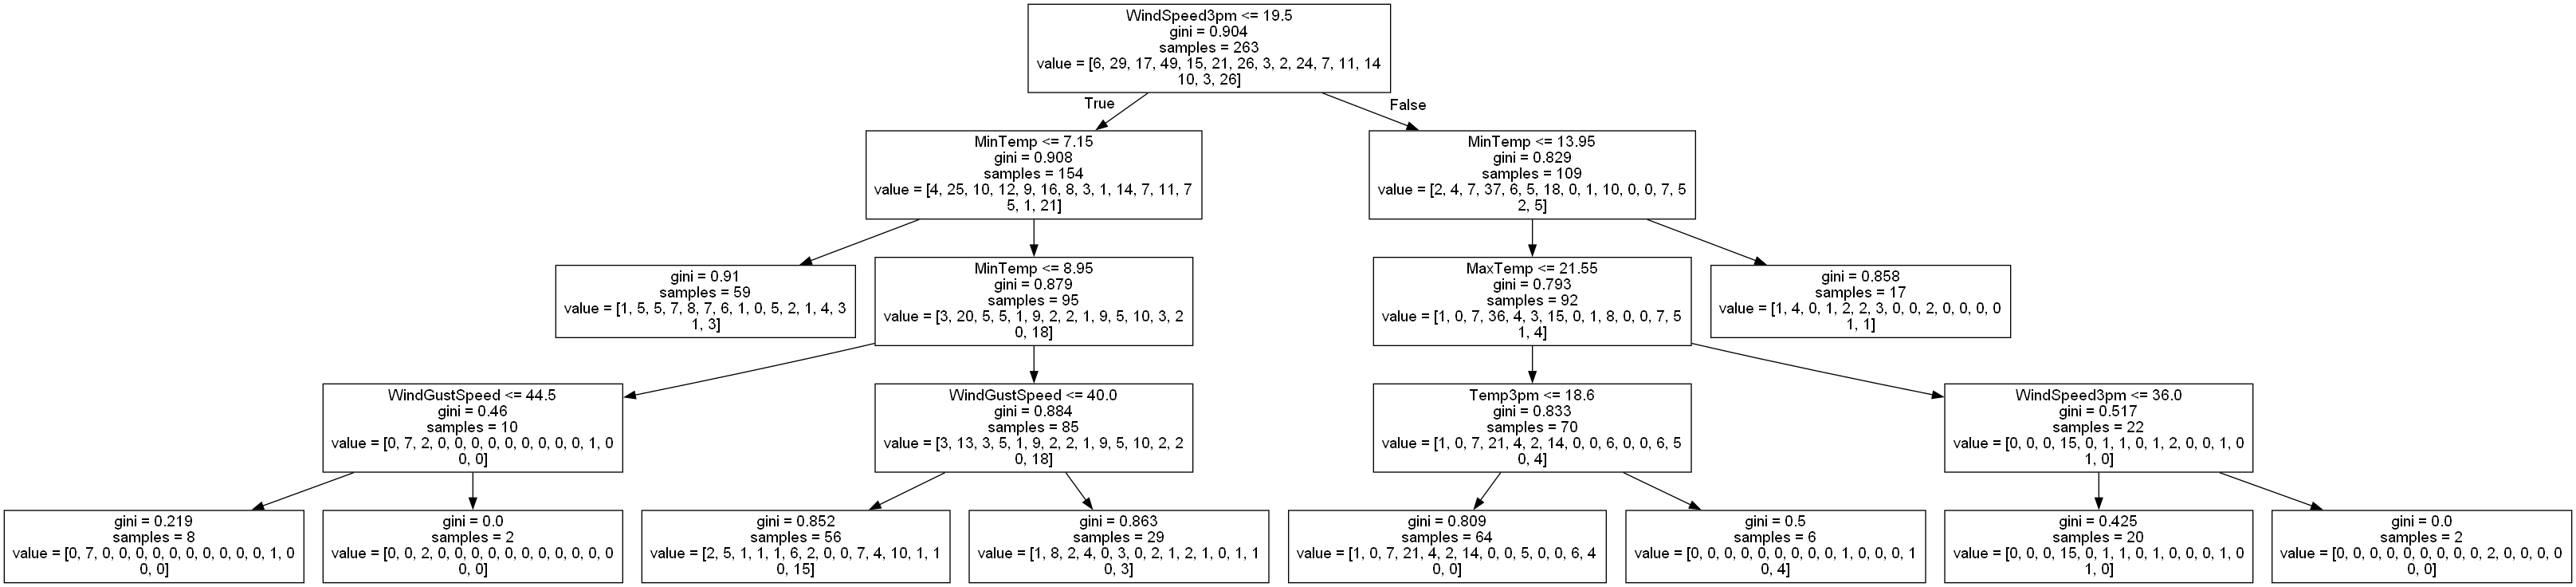 WindSpeed3pm <= 19.5
gini = 0.904
samples = 263
value = [6, 29, 17, 49, 15, 21, 26, 3, 2, 24, 7, 11, 14
10, 3, 26]
True
False
MinTemp <= 7.15
gini = 0.908
samples = 154
value = [4, 25, 10, 12, 9, 16, 8, 3, 1, 14, 7, 11, 7
5, 1, 21]
MinTemp <= 13.95
gini = 0.829
samples = 109
value = [2, 4, 7, 37, 6, 5, 18, 0, 1, 10, 0, 0, 7, 5
2, 5]
gini = 0.91
samples = 59
value = [1, 5, 5, 7, 8, 7, 6, 1, 0, 5, 2, 1, 4, 3
1, 3]
MinTemp <= 8.95
gini = 0.879
samples = 95
value = [3, 20, 5, 5, 1, 9, 2, 2, 1, 9, 5, 10, 3, 2
0, 18]
MaxTemp <= 21.55
gini = 0.793
samples = 92
value = [1, 0, 7, 36, 4, 3, 15, 0, 1, 8, 0, 0, 7, 5
1, 4]
gini = 0.858
samples = 17
value = [1, 4, 0, 1, 2, 2, 3, 0, 0, 2, 0, 0, 0, 0
1, 1]
WindGustSpeed <= 44.5
gini = 0.46
samples = 10
value = [0, 7, 2, 0, 0, 0, 0, 0, 0, 0, 0, 0, 1, 0
0, 0]
WindGustSpeed <= 40.0
gini = 0.884
samples = 85
value = [3, 13, 3, 5, 1, 9, 2, 2, 1, 9, 5, 10, 2, 2
0, 18]
Temp3pm <= 18.6
gini = 0.833
samples = 70
value = [1, 0, 7, 21, 4, 2, 14, 0, 0, 6, 0, 0, 6, 5
0, 4]
WindSpeed3pm <= 36.0
gini = 0.517
samples = 22
value = [0, 0, 0, 15, 0, 1, 1, 0, 1, 2, 0, 0, 1, 0
1, 0]
gini = 0.219
samples = 8
value = [0, 7, 0, 0, 0, 0, 0, 0, 0, 0, 0, 0, 1, 0
0, 0]
gini = 0.0
samples = 2
value = [0, 0, 2, 0, 0, 0, 0, 0, 0, 0, 0, 0, 0, 0
0, 0]
gini = 0.852
samples = 56
value = [2, 5, 1, 1, 1, 6, 2, 0, 0, 7, 4, 10, 1, 1
0, 15]
gini = 0.863
samples = 29
value = [1, 8, 2, 4, 0, 3, 0, 2, 1, 2, 1, 0, 1, 1
0, 3]
gini = 0.809
samples = 64
value = [1, 0, 7, 21, 4, 2, 14, 0, 0, 5, 0, 0, 6, 4
0, 0]
gini = 0.5
samples = 6
value = [0, 0, 0, 0, 0, 0, 0, 0, 0, 1, 0, 0, 0, 1
0, 4]
gini = 0.425
samples = 20
value = [0, 0, 0, 15, 0, 1, 1, 0, 1, 0, 0, 0, 1, 0
1, 0]
gini = 0.0
samples = 2
value = [0, 0, 0, 0, 0, 0, 0, 0, 0, 2, 0, 0, 0, 0
0, 0]